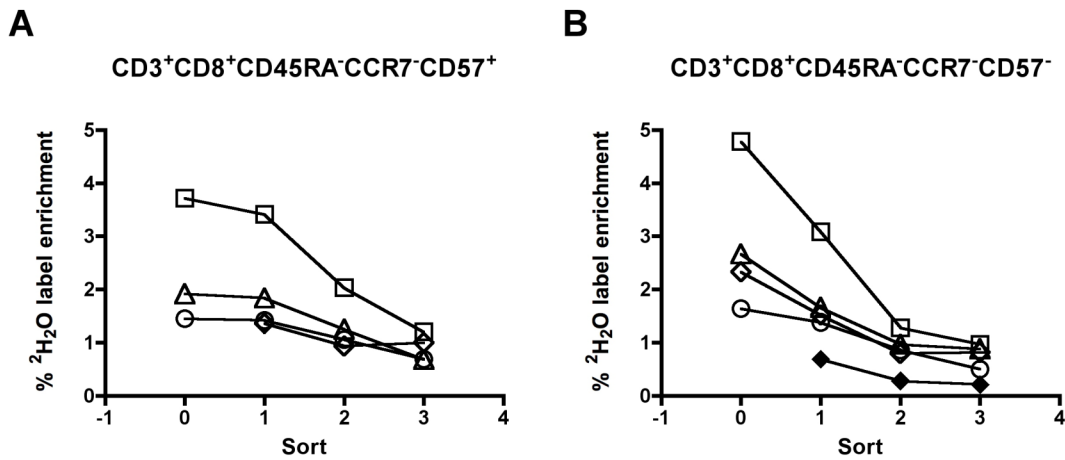 A
CD3⁺CD8⁺CD45RA⁻CCR7⁻CD57⁺
% ²H₂O label enrichment
5
4
3
2
1
0
-1 0 1 2 3 4
Sort
B
CD3⁺CD8⁺CD45RA⁻CCR7⁻CD57⁻
% ²H₂O label enrichment
5
4
3
2
1
0
-1 0 1 2 3 4
Sort